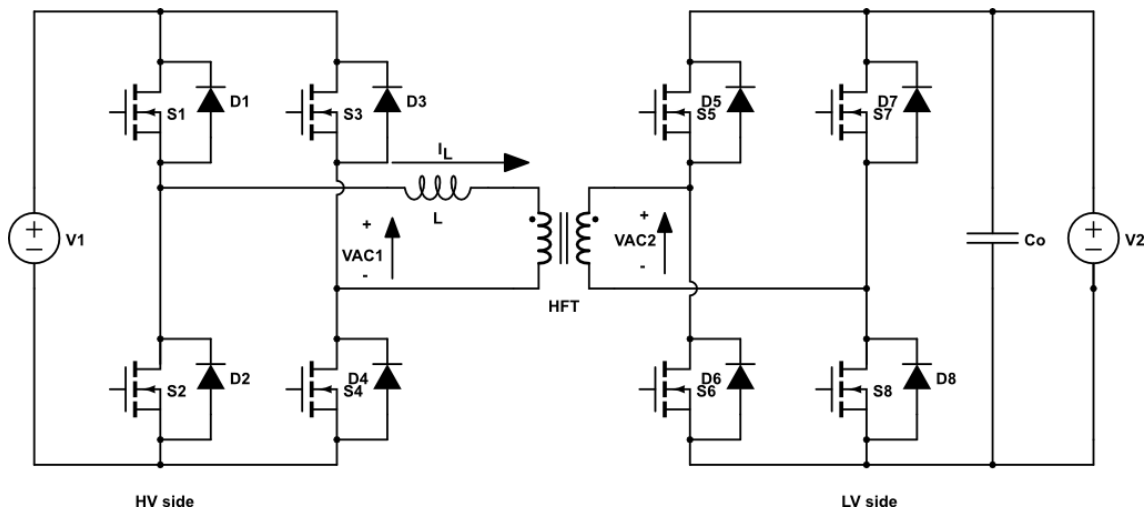 D1
S1
D3
S3
D5
S5
D7
S7
IL
L
+
VAC1
-
+
VAC2
-
HFT
+
−
V1
Co
+
−
V2
S2
D2
D4
S4
D6
S6
S8
D8
HV side
LV side